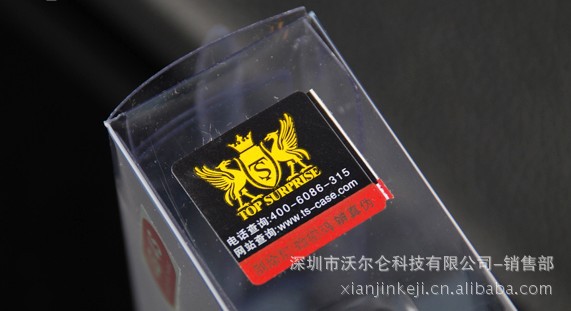 TS
TOP SURPRISE
电话查询:400-6086-315
网站查询:www.ts-case.com
深圳市沃尔仑科技有限公司-销售部
xianjinkeji.cn.alibaba.com